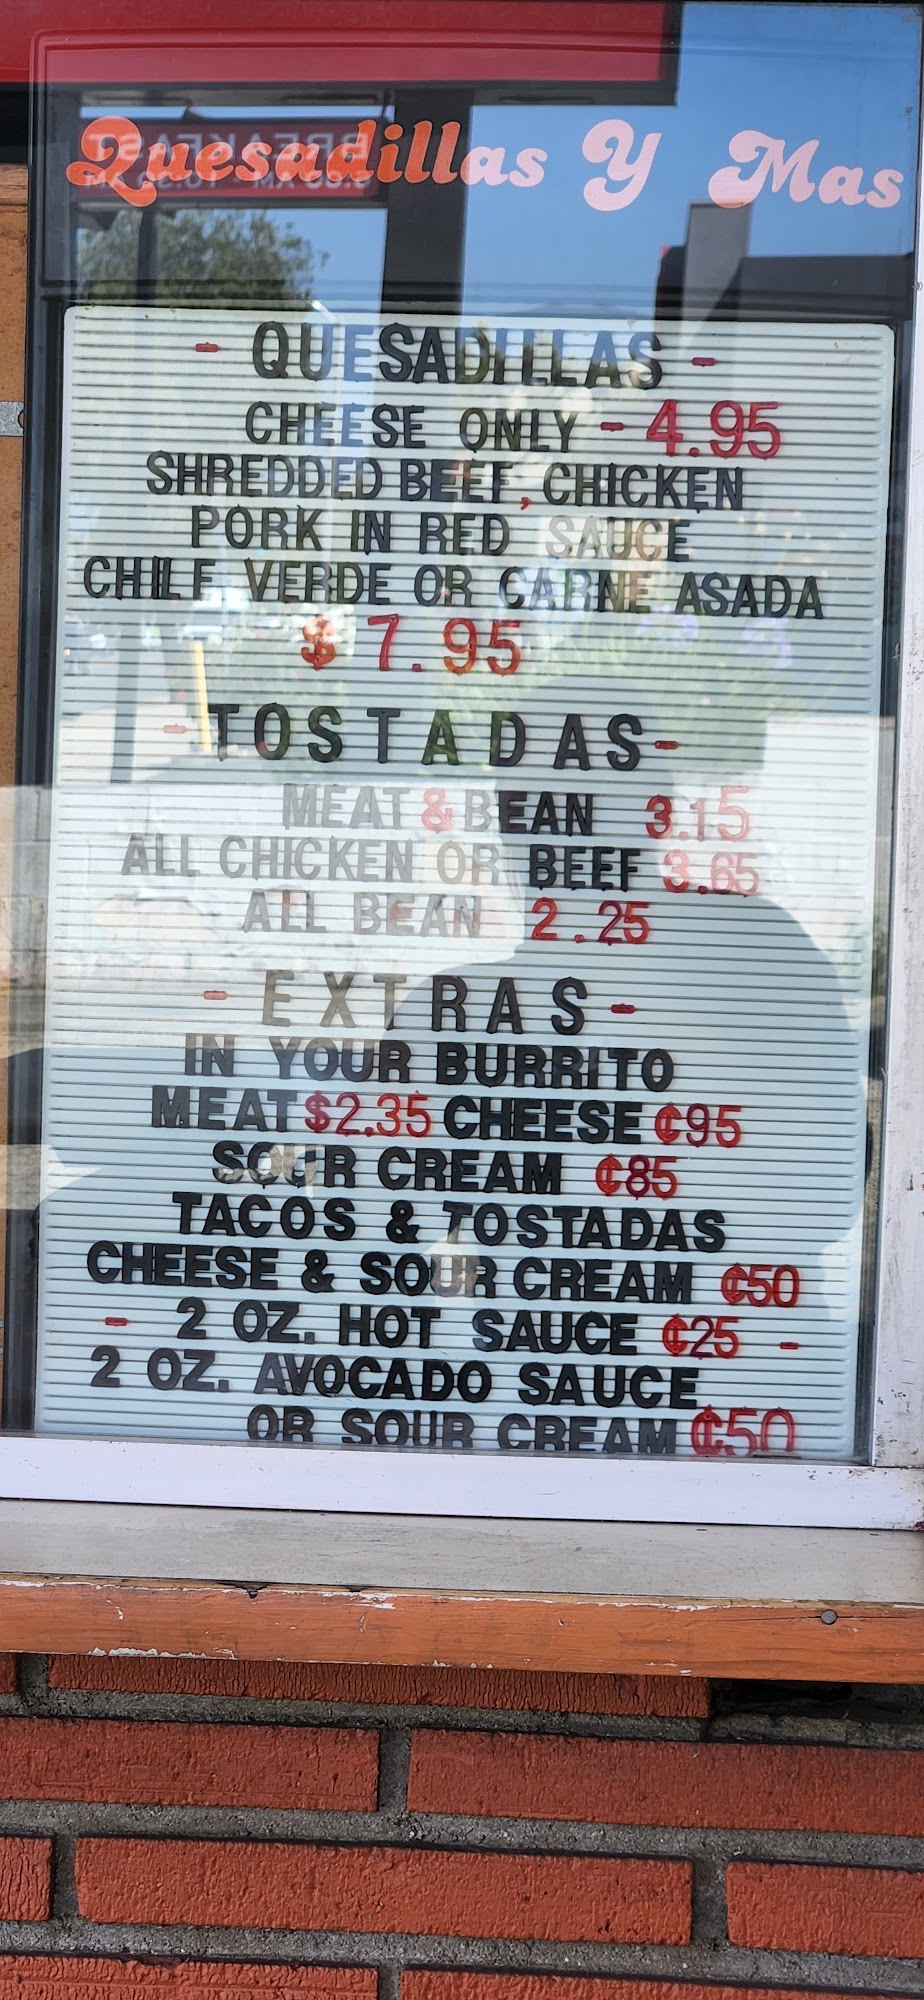 Quesadillas Y Mas
- QUESADILLAS -
CHEESE ONLY - 4.95
SHREDDED BEEF, CHICKEN
PORK IN RED SAUCE
CHILE VERDE OR CARNE ASADA
$ 7.95
- TOSTADAS -
MEAT & BEAN 3.15
ALL CHICKEN OR BEEF 3.65
ALL BEAN 2.25
- EXTRAS -
IN YOUR BURRITO
MEAT $2.35 CHEESE ¢95
SOUR CREAM ¢85
TACOS & TOSTADAS
CHEESE & SOUR CREAM ¢50
- 2 OZ. HOT SAUCE ¢25 -
2 OZ. AVOCADO SAUCE
OR SOUR CREAM ¢50